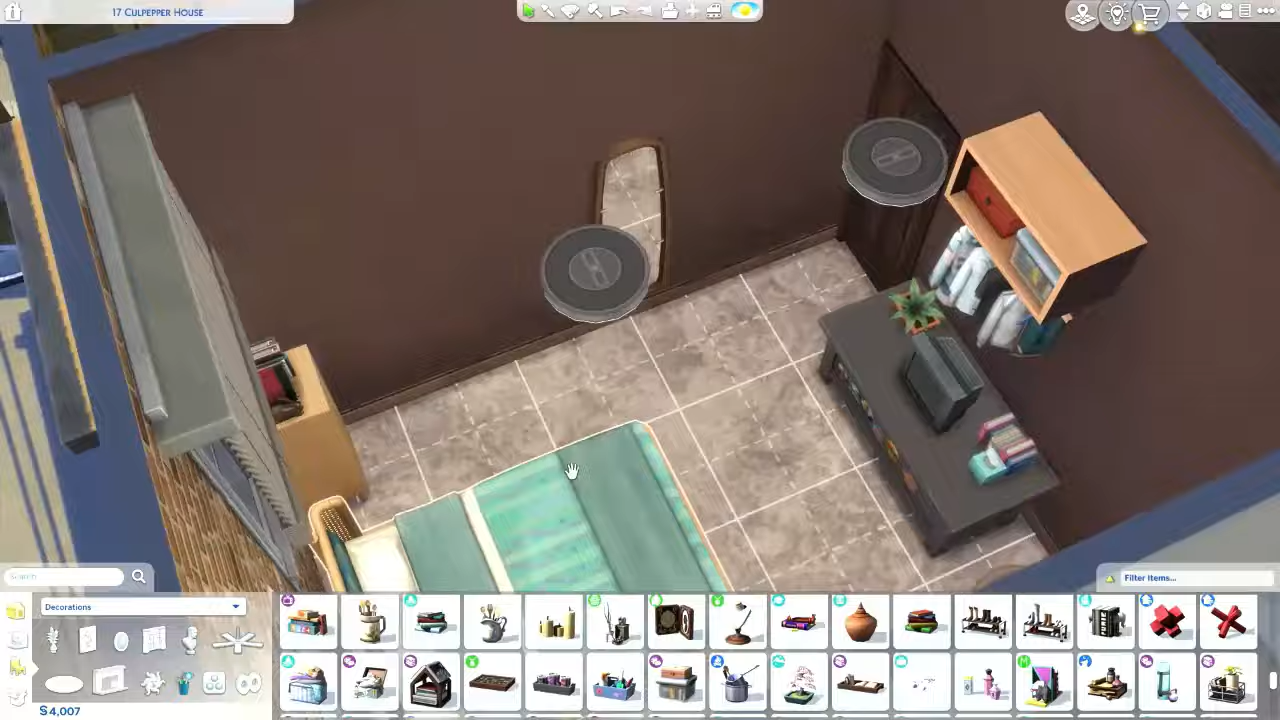 17 CULPEPPER HOUSE
Search
Filter Items...
Decorations
$4,007